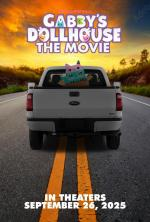 GABBY'S
DOLLHOUSE
THE MOVIE
IN THEATERS
SEPTEMBER 26, 2025